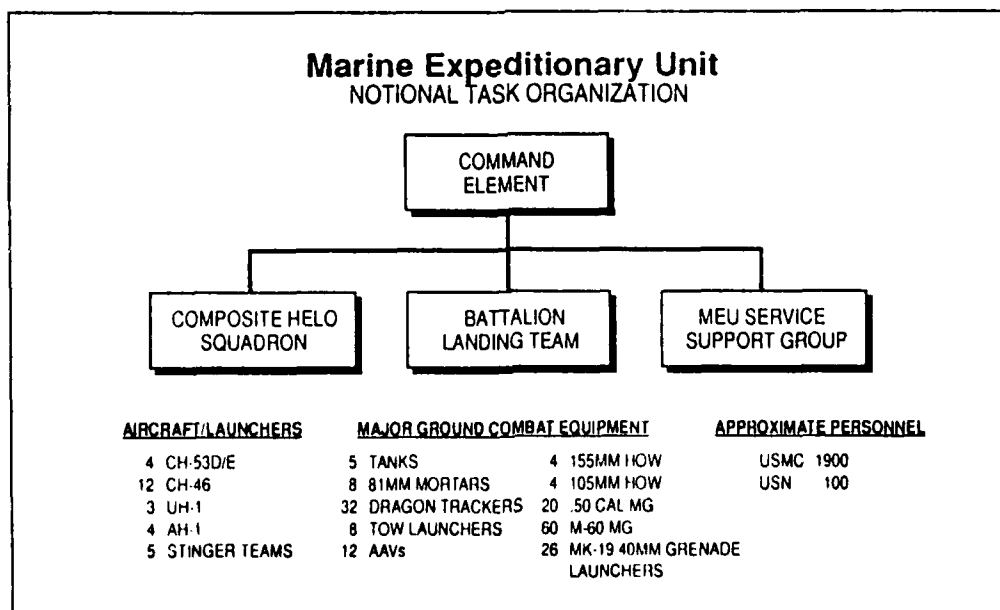 Marine Expeditionary Unit
NOTIONAL TASK ORGANIZATION
COMMAND
ELEMENT
COMPOSITE HELO
SQUADRON
BATTALION
LANDING TEAM
MEU SERVICE
SUPPORT GROUP
AIRCRAFT/LAUNCHERS
4 CH-53D/E
12 CH-46
3 UH-1
4 AH-1
5 STINGER TEAMS
MAJOR GROUND COMBAT EQUIPMENT
5 TANKS
8 81MM MORTARS
32 DRAGON TRACKERS
8 TOW LAUNCHERS
12 AAVs
4 155MM HOW
4 105MM HOW
20 .50 CAL MG
60 M-60 MG
26 MK-19 40MM GRENADE
LAUNCHERS
APPROXIMATE PERSONNEL
USMC 1900
USN 100